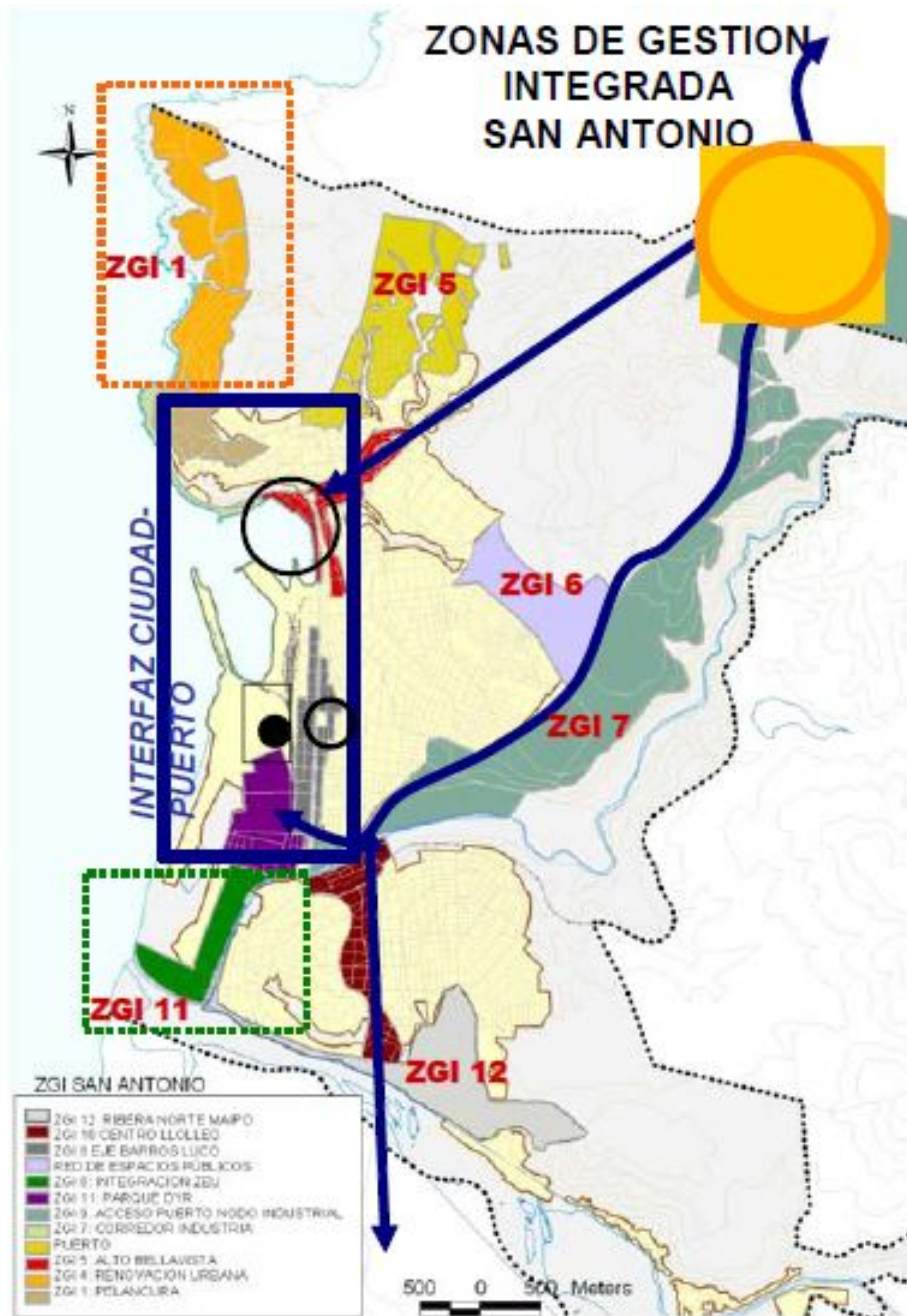 ZONAS DE GESTION
INTEGRADA
SAN ANTONIO
N
ZGI 1
ZGI 5
INTERFAZ CIUDAD-
PUERTO
ZGI 6
ZGI 7
ZGI 11
ZGI 12
ZGI SAN ANTONIO
ZGI 12: RIBERA NORTE MAIPO
ZGI 10 CENTRO LLOLLEO
ZGI 8 EJE BARROS LUCO
RED DE ESPACIOS PÚBLICOS
ZGI 8: INTEGRACION ZEU
ZGI 11: PARQUE DYR
ZGI 9: ACCESO PUERTO NODO INDUSTRIAL
ZGI 7: CORREDOR INDUSTRIA
PUERTO
ZGI 5: ALTO BELLAVISTA
ZGI 4: RENOVACION URBANA
ZGI 1: PELANCURA
500 0 500 Meters